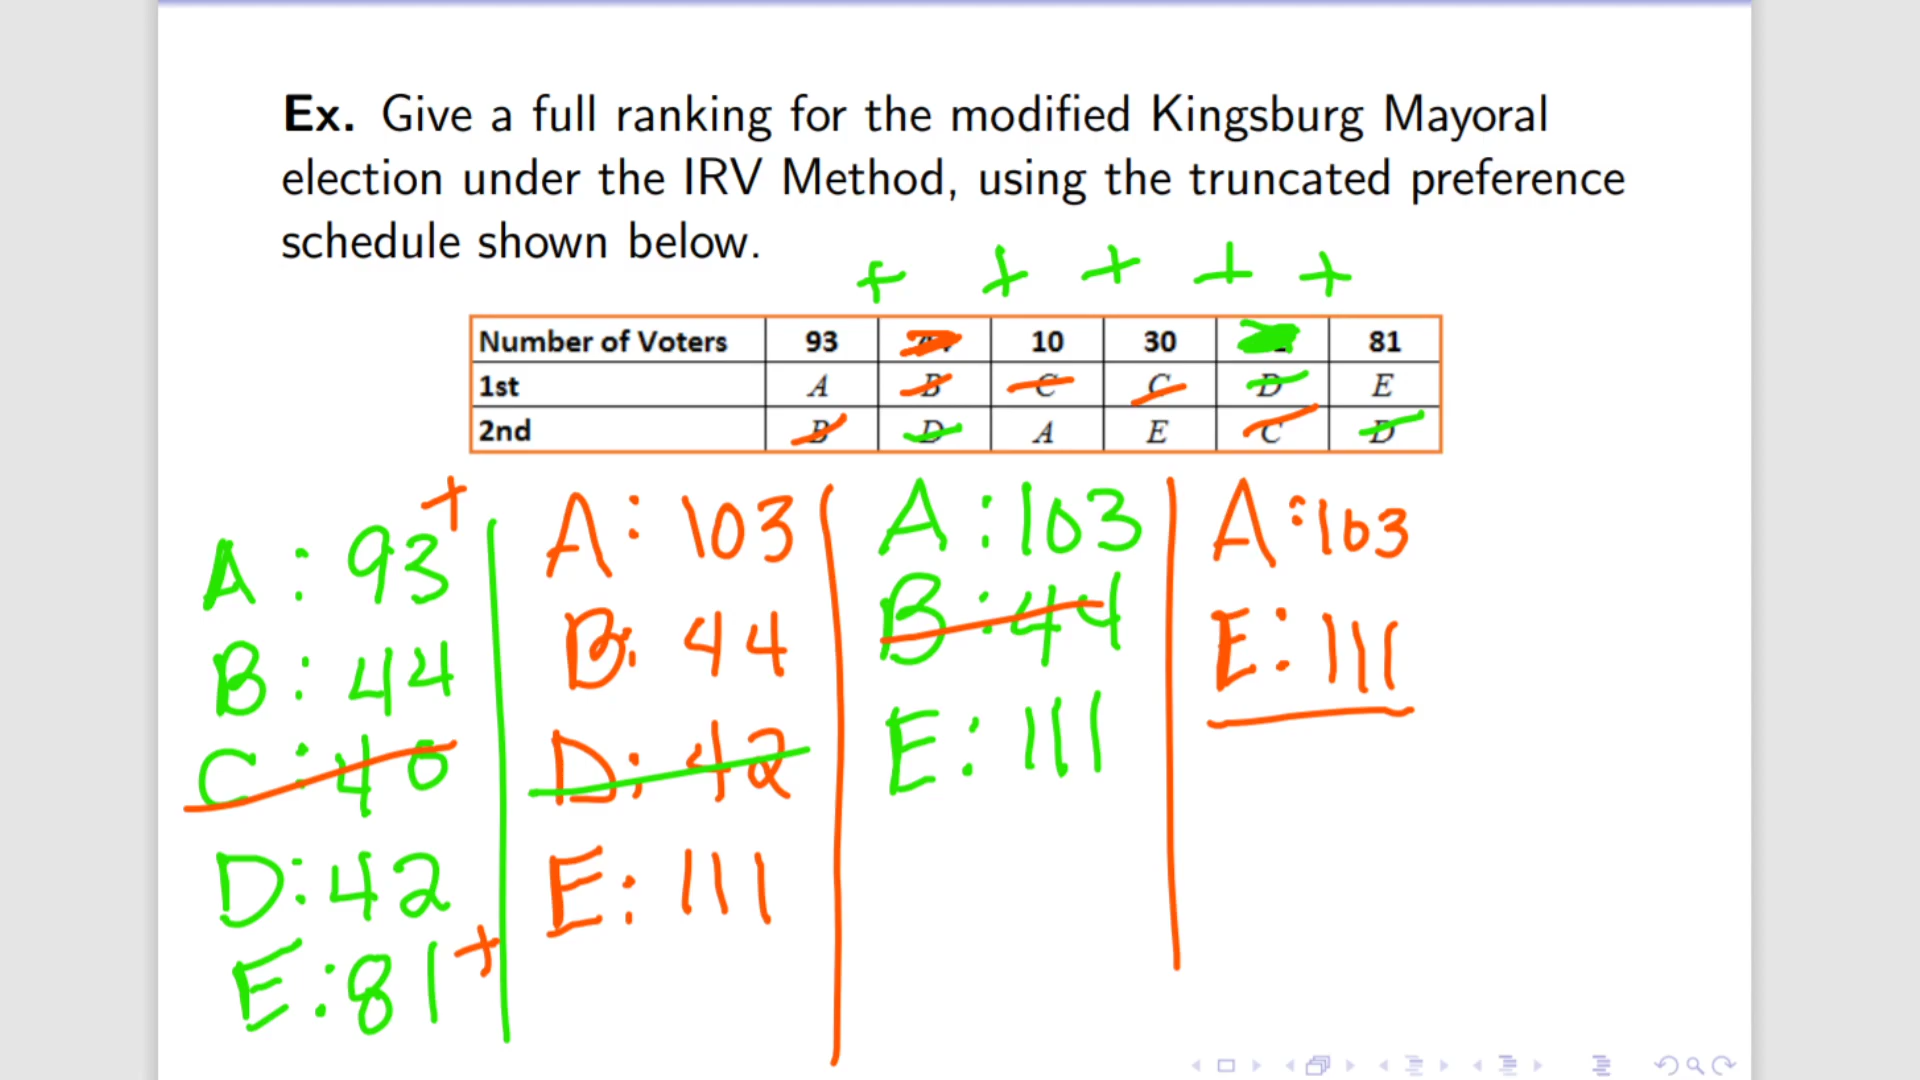 Ex. Give a full ranking for the modified Kingsburg Mayoral
election under the IRV Method, using the truncated preference
schedule shown below.
+ + + + +
Number of Voters 93 10 30 81
1st A B C C D E
2nd B D A E C D
A : 93 +
B : 44
C : 40
D : 42
E : 81 +
A : 103
B : 44
D : 42
E : 111
A : 103
B : 44
E : 111
A : 103
E : 111